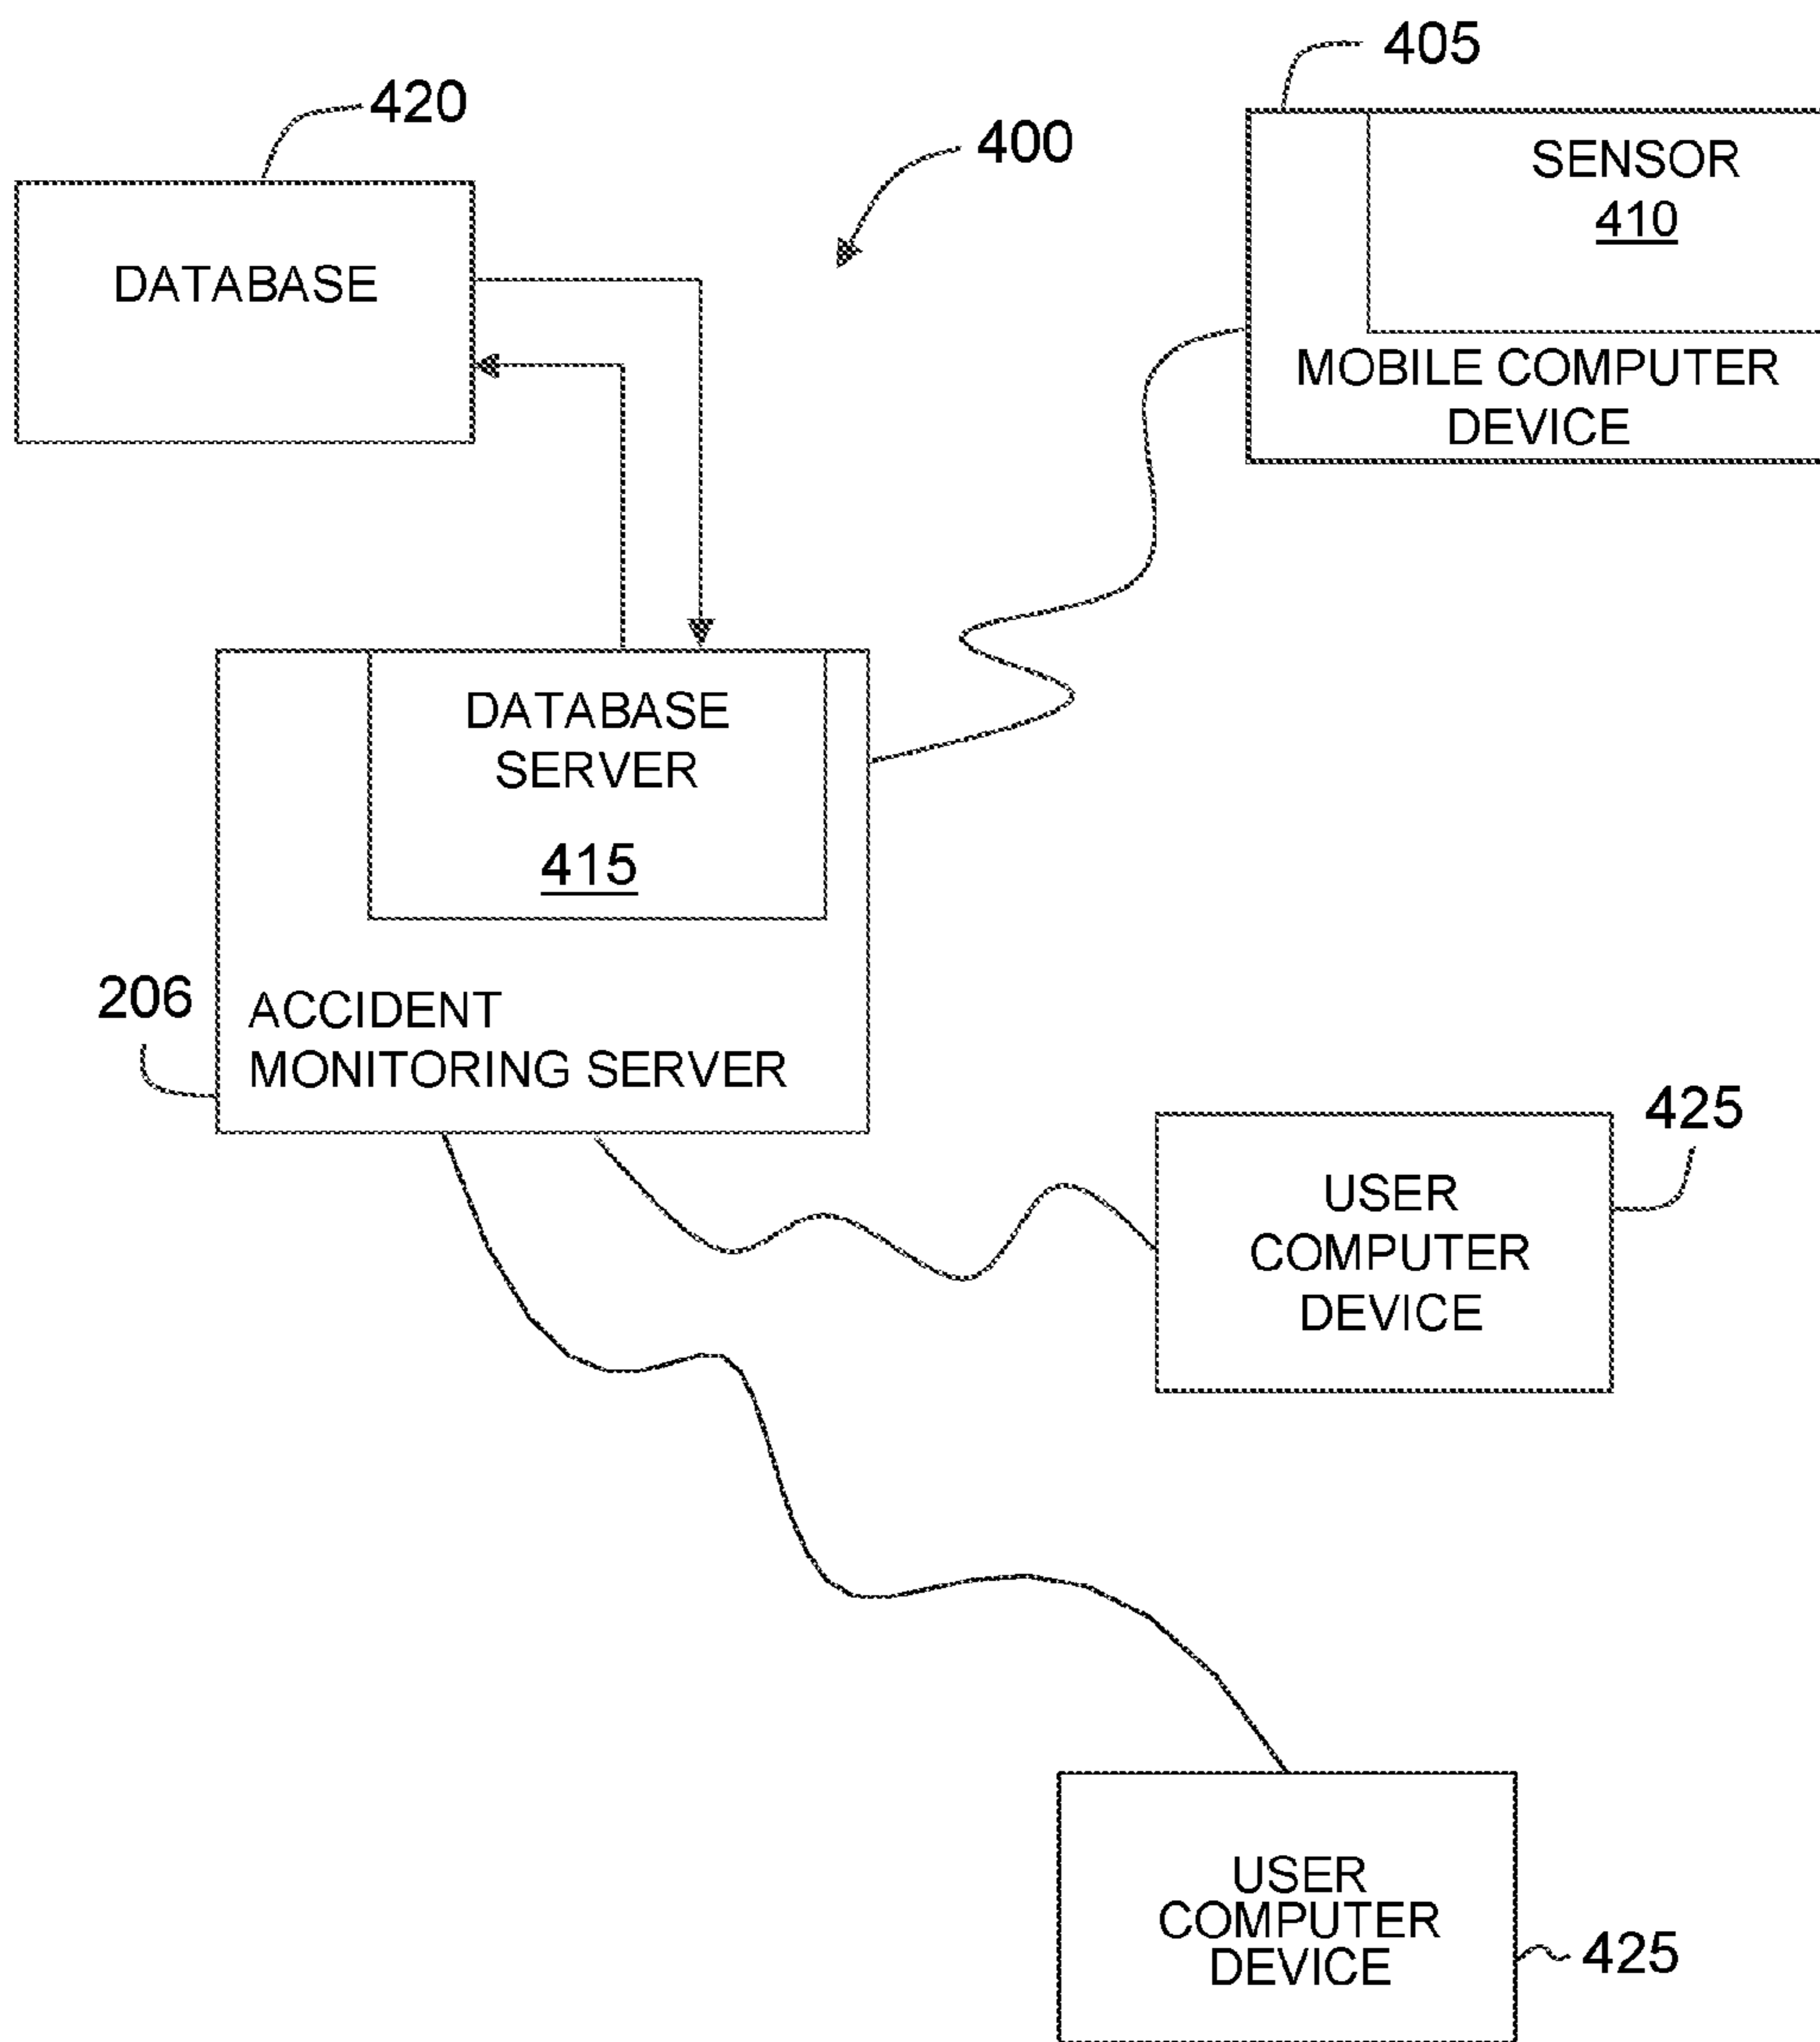 405
420
400
SENSOR
410
DATABASE
MOBILE COMPUTER
DEVICE
DATABASE
SERVER
415
206
ACCIDENT
MONITORING SERVER
425
USER
COMPUTER
DEVICE
USER
COMPUTER
DEVICE
425